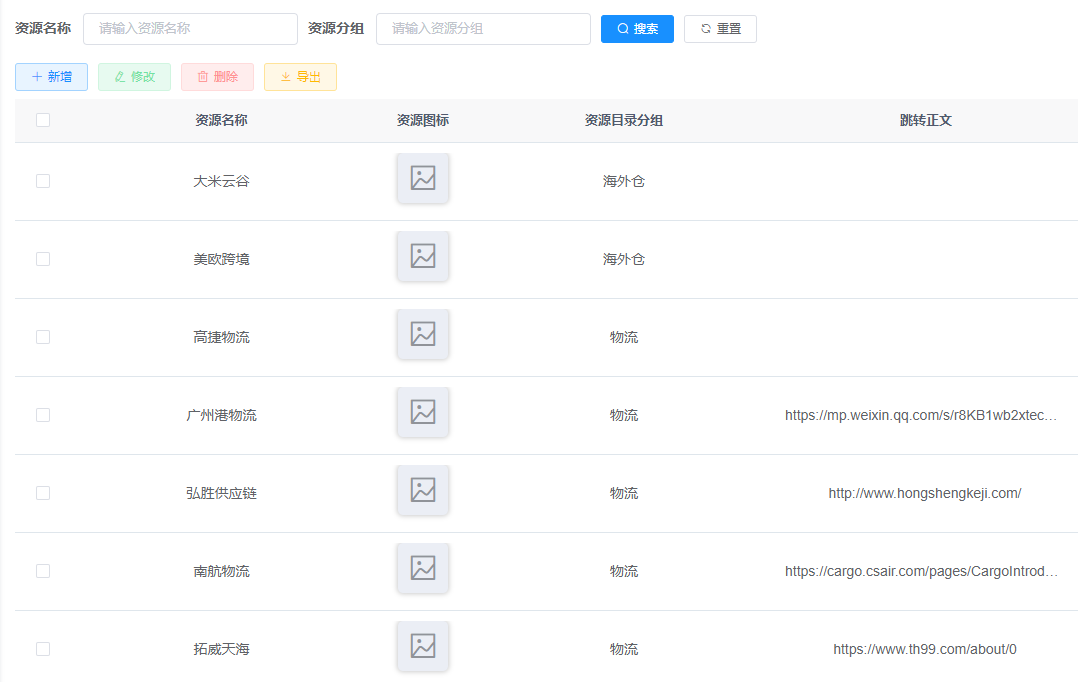 资源名称 请输入资源名称 资源分组 请输入资源分组 搜索 重置
新增 修改 删除 导出
资源名称 资源图标 资源目录分组 跳转正文
大米云谷 海外仓
美欧跨境 海外仓
高捷物流 物流
广州港物流 物流 https://mp.weixin.qq.com/s/r8KB1wb2xtec...
弘胜供应链 物流 http://www.hongshengkeji.com/
南航物流 物流 https://cargo.csair.com/pages/CargoIntrod...
拓威天海 物流 https://www.th99.com/about/0